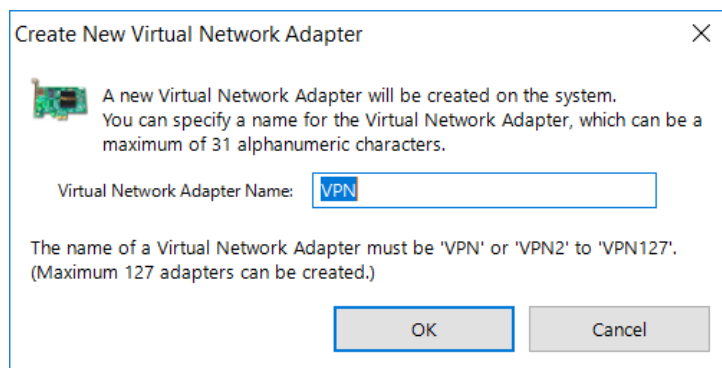 Create New Virtual Network Adapter
A new Virtual Network Adapter will be created on the system.
You can specify a name for the Virtual Network Adapter, which can be a
maximum of 31 alphanumeric characters.
Virtual Network Adapter Name: VPN
The name of a Virtual Network Adapter must be 'VPN' or 'VPN2' to 'VPN127'.
(Maximum 127 adapters can be created.)
OK Cancel